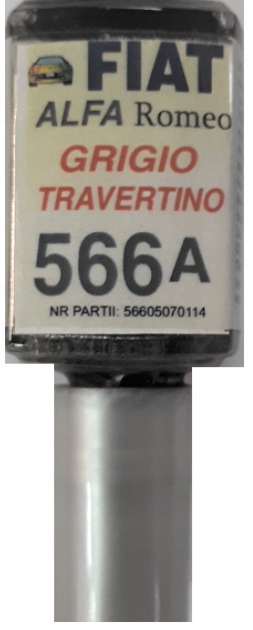 FIAT
ALFA Romeo
GRIGIO
TRAVERTINO
566A
NR PARTII: 56605070114